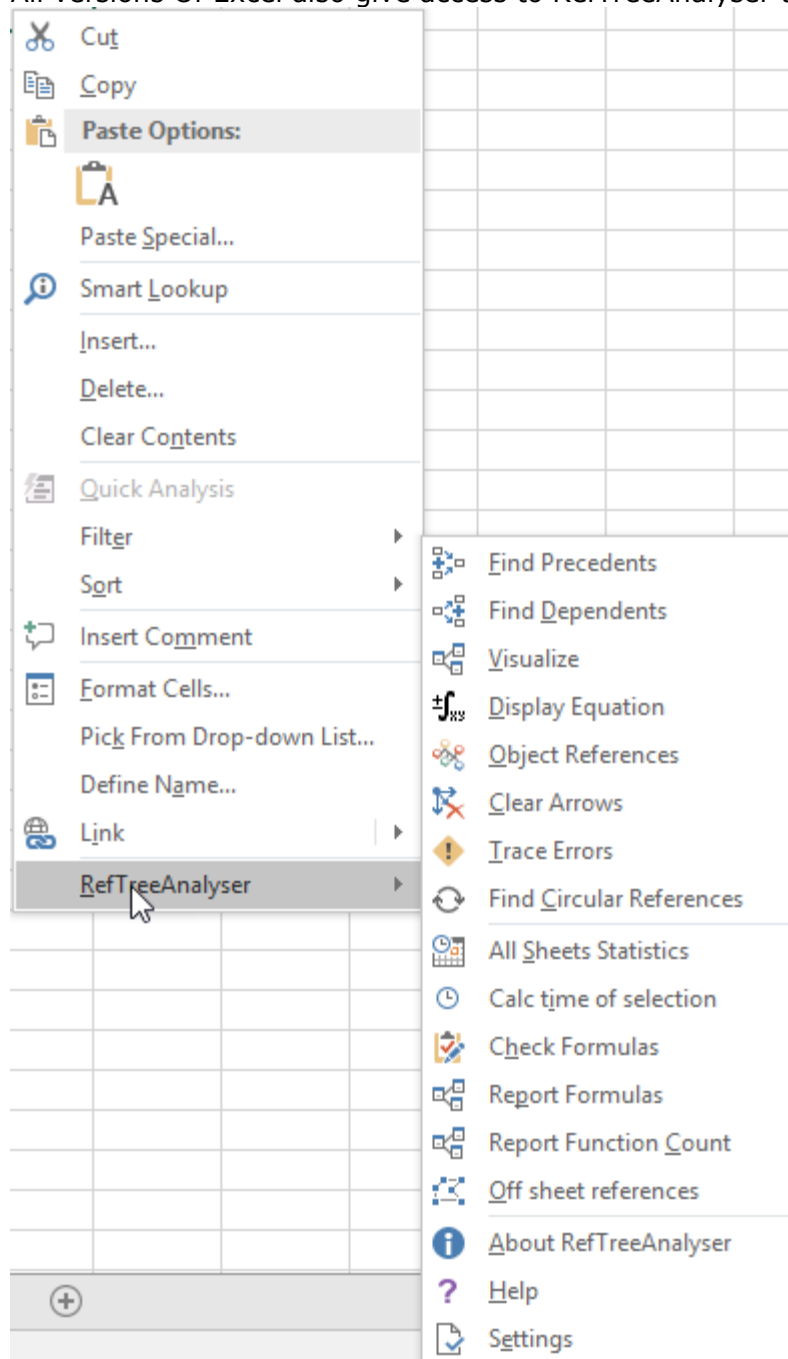 All versions Of Excel also give access to RefTreeAnalyser
Cut
Copy
Paste Options:
A
Paste Special...
Smart Lookup
Insert...
Delete...
Clear Contents
Quick Analysis
Filter
Sort
Insert Comment
Format Cells...
Pick From Drop-down List...
Define Name...
Link
RefTreeAnalyser
Find Precedents
Find Dependents
Visualize
Display Equation
Object References
Clear Arrows
Trace Errors
Find Circular References
All Sheets Statistics
Calc time of selection
Check Formulas
Report Formulas
Report Function Count
Off sheet references
About RefTreeAnalyser
Help
Settings